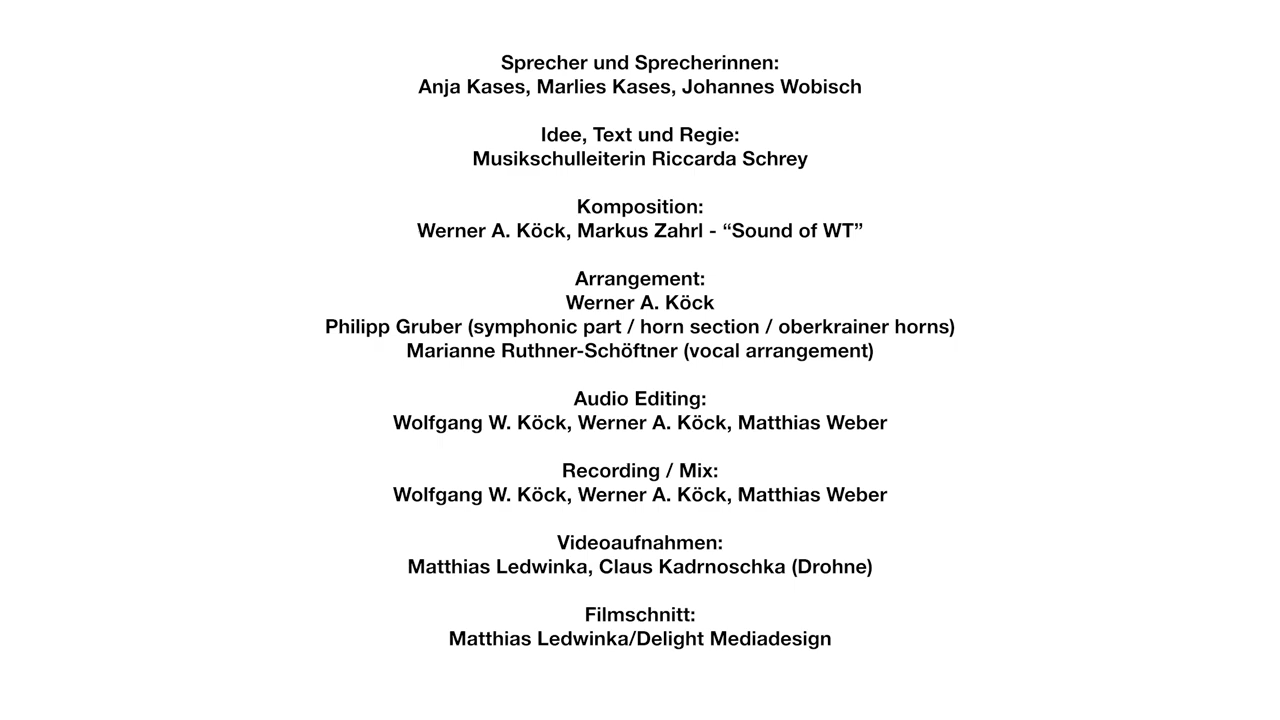 Sprecher und Sprecherinnen:
Anja Kases, Marlies Kases, Johannes Wobisch
Idee, Text und Regie:
Musikschulleiterin Riccarda Schrey
Komposition:
Werner A. Köck, Markus Zahrl - “Sound of WT”
Arrangement:
Werner A. Köck
Philipp Gruber (symphonic part / horn section / oberkrainer horns)
Marianne Ruthner-Schöftner (vocal arrangement)
Audio Editing:
Wolfgang W. Köck, Werner A. Köck, Matthias Weber
Recording / Mix:
Wolfgang W. Köck, Werner A. Köck, Matthias Weber
Videoaufnahmen:
Matthias Ledwinka, Claus Kadrnoschka (Drohne)
Filmschnitt:
Matthias Ledwinka/Delight Mediadesign